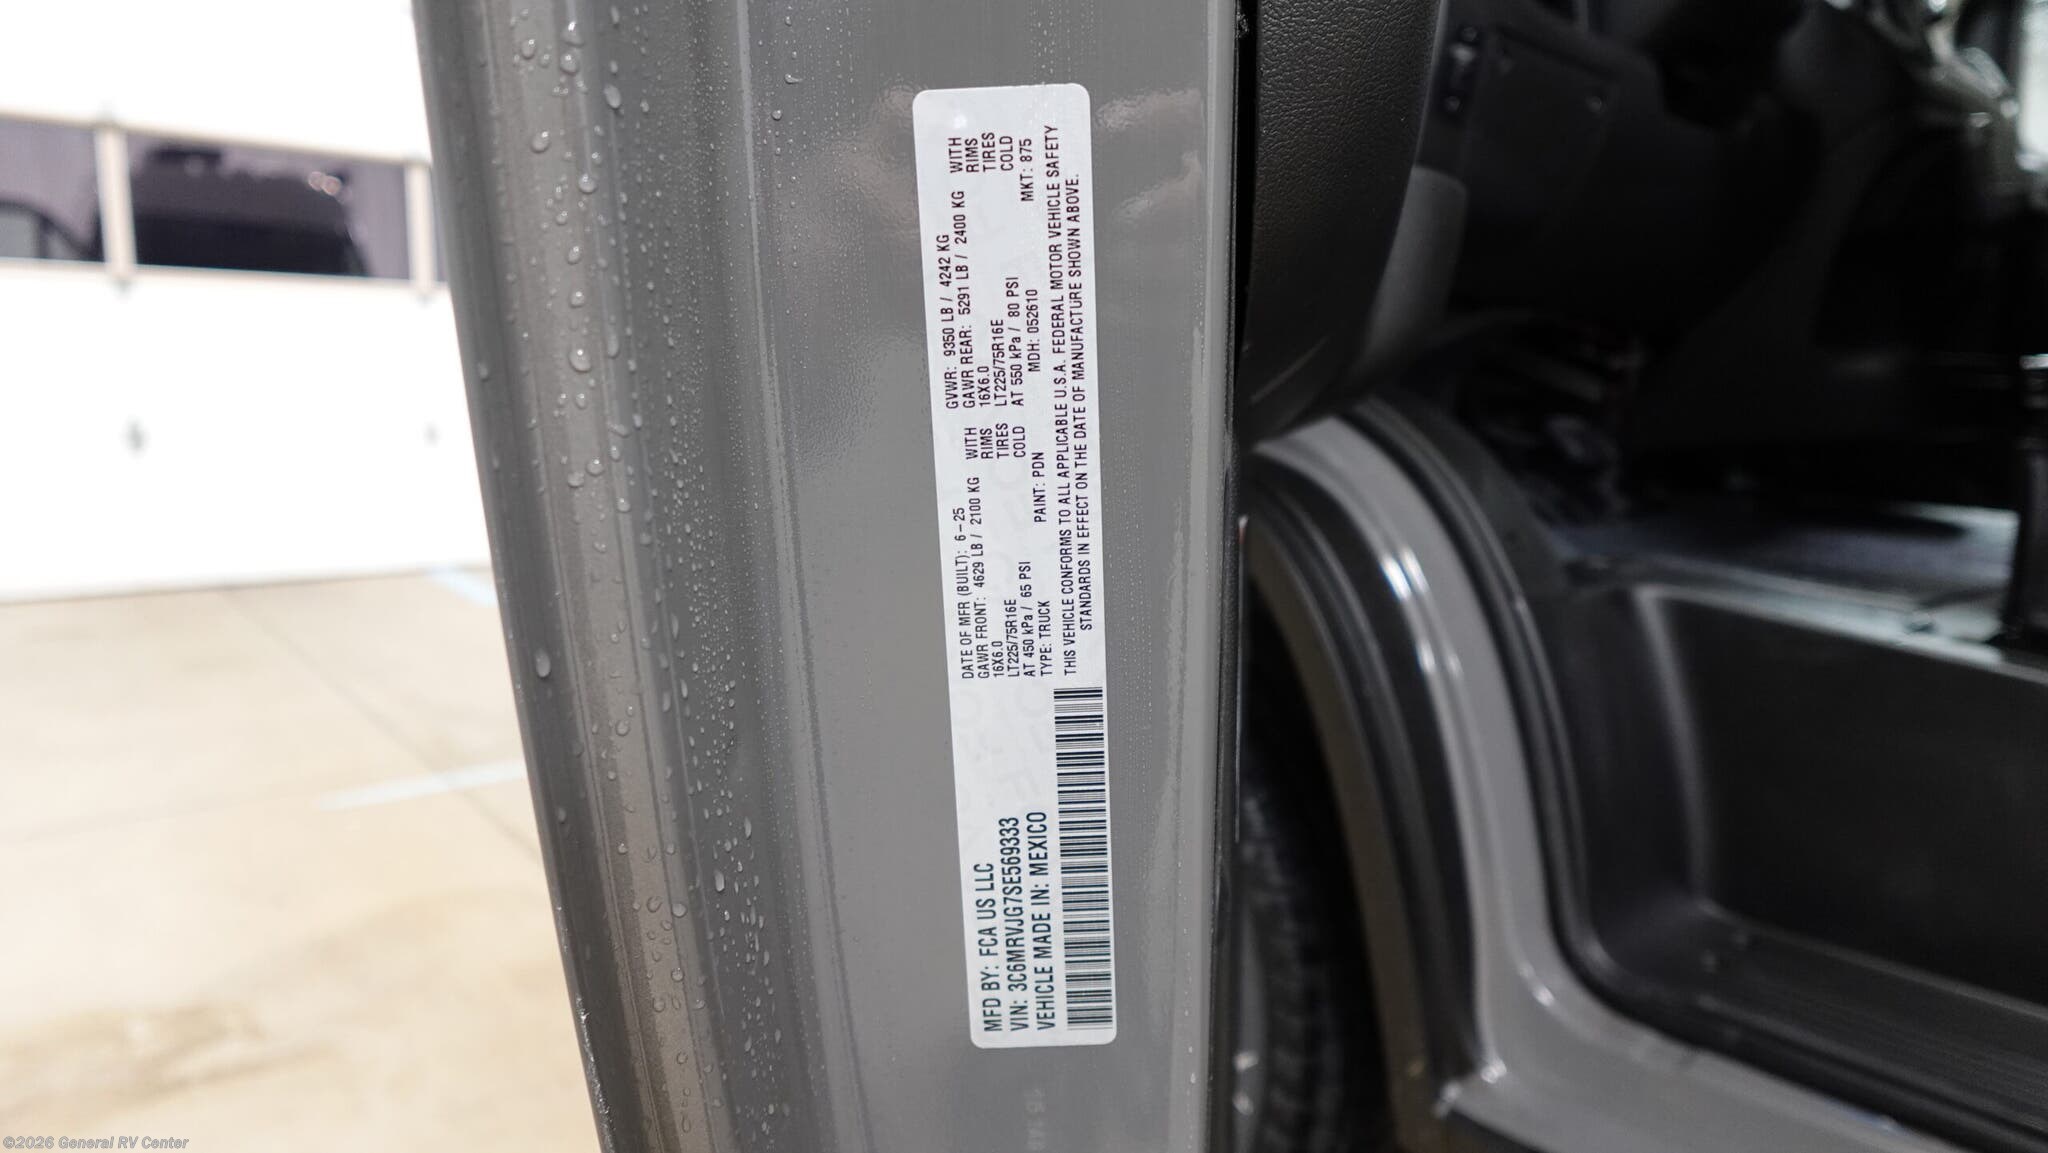 MFD BY: FCA US LLC
VIN: 3C6MRVJG7SE569333
VEHICLE MADE IN: MEXICO
DATE OF MFR (BUILT): 6-25 GVWR: 9350 LB / 4242 KG
GAWR FRONT: 4629 LB / 2100 KG WITH GAWR REAR: 5291 LB / 2400 KG WITH
16X6.0 RIMS 16X6.0 RIMS
LT225/75R16E TIRES LT225/75R16E TIRES
AT 450 kPa / 65 PSI COLD AT 550 kPa / 80 PSI COLD
TYPE: TRUCK PAINT: PDN MDH: 052610 MKT: 875
THIS VEHICLE CONFORMS TO ALL APPLICABLE U.S.A. FEDERAL MOTOR VEHICLE SAFETY
STANDARDS IN EFFECT ON THE DATE OF MANUFACTURE SHOWN ABOVE.
©2026 General RV Center